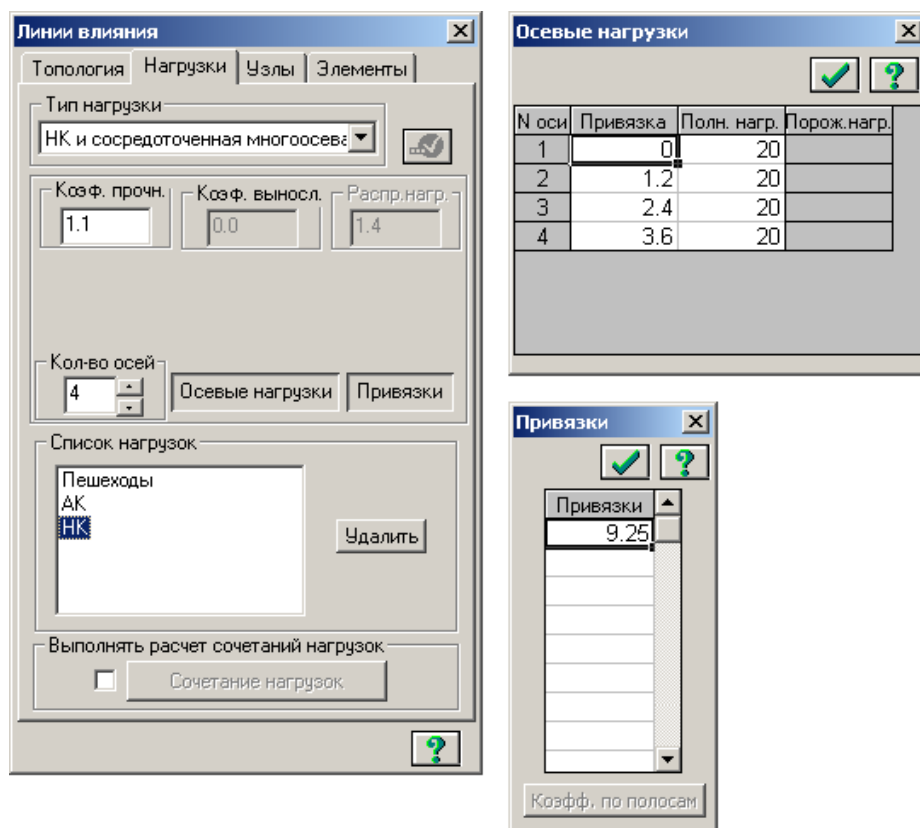 Линии влияния
Топология Нагрузки Узлы Элементы
Тип нагрузки
НК и сосредоточенная многоосева
Коэф. прочн. Коэф. выносл. Распр.нагр.
1.1 0.0 1.4
Кол-во осей
4 Осевые нагрузки Привязки
Список нагрузок
Пешеходы
АК
НК
Удалить
Выполнять расчет сочетаний нагрузок
Сочетание нагрузок
Осевые нагрузки
N оси Привязка Полн. нагр. Порож.нагр.
1 0 20
2 1.2 20
3 2.4 20
4 3.6 20
Привязки
Привязки
9.25
Коэфф. по полосам